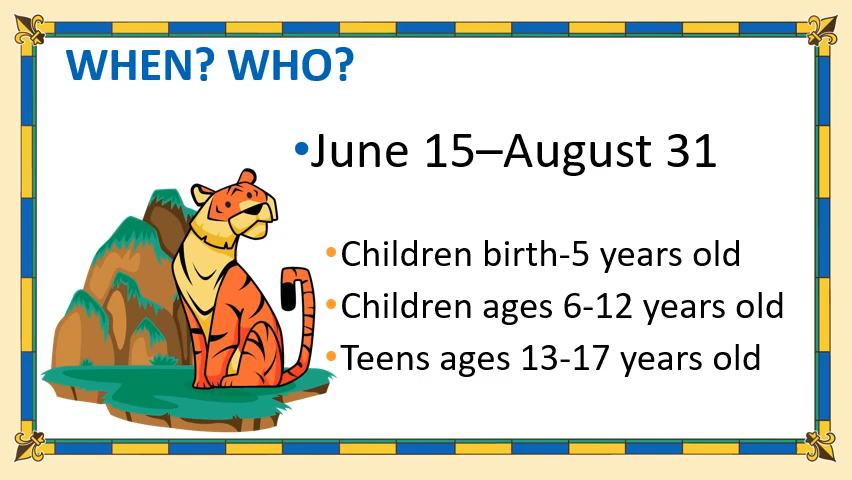 WHEN? WHO?
•June 15–August 31
•Children birth-5 years old
•Children ages 6-12 years old
•Teens ages 13-17 years old